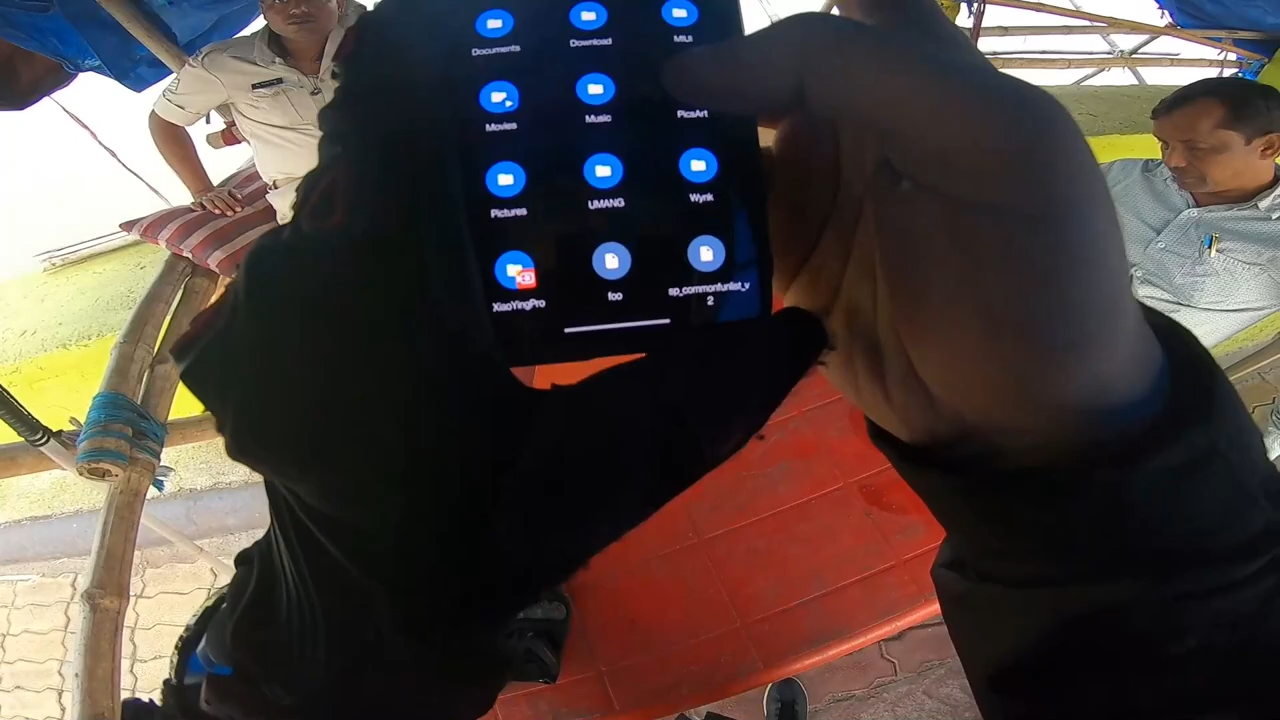 Documents Download MIUI
Movies Music PicsArt
Pictures UMANG Wynk
XiaoYingPro foo sp_commonfunlist_v
2